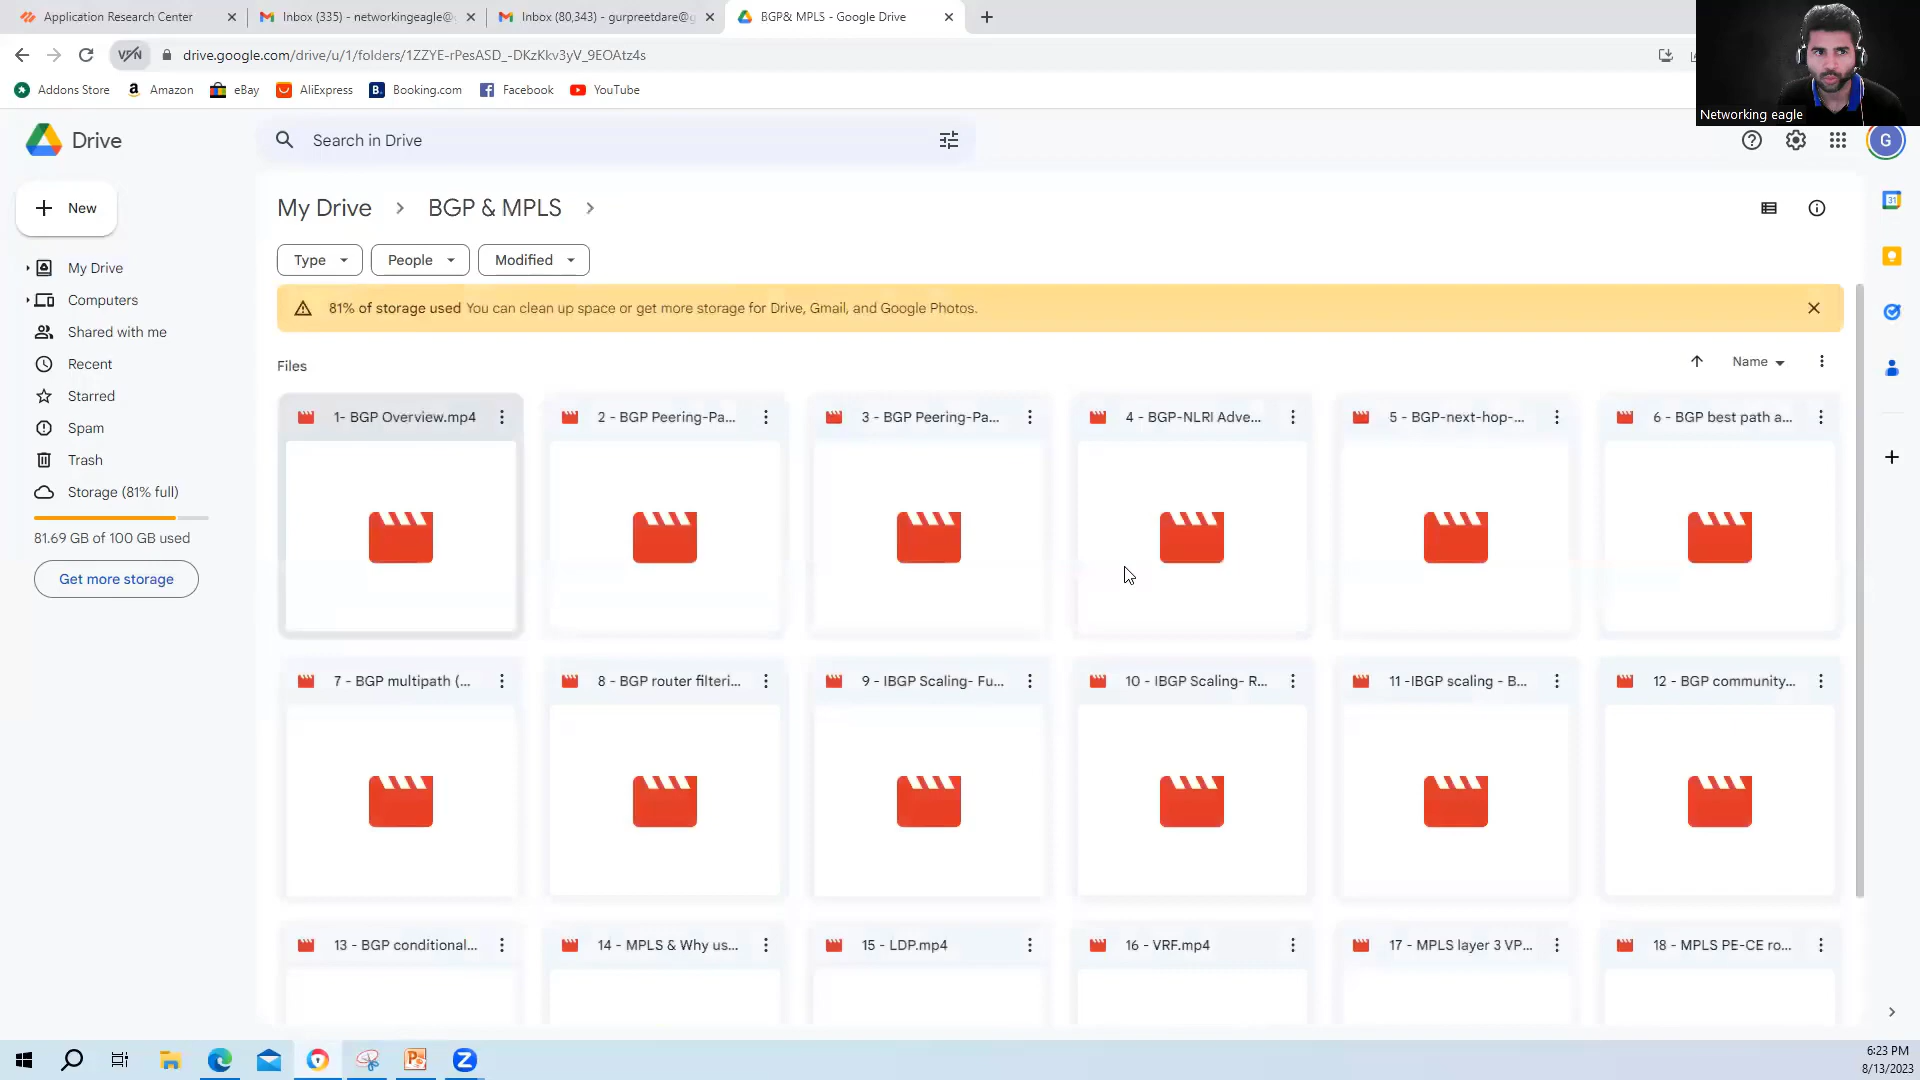 Application Research Center
Inbox (335) - networkingeagle@
Inbox (80,343) - gurpreetdare@g
BGP& MPLS - Google Drive
VPN
drive.google.com/drive/u/1/folders/1ZZYE-rPesASD_-DKzKkv3yV_9EOAtz4s
Addons Store
Amazon
eBay
AliExpress
Booking.com
Facebook
YouTube
Networking eagle
Drive
Search in Drive
G
New
My Drive
BGP & MPLS
31
Type
People
Modified
My Drive
Computers
Shared with me
Recent
Starred
Spam
Trash
Storage (81% full)
81.69 GB of 100 GB used
Get more storage
81% of storage used You can clean up space or get more storage for Drive, Gmail, and Google Photos.
Files
Name
1- BGP Overview.mp4
2 - BGP Peering-Pa...
3 - BGP Peering-Pa...
4 - BGP-NLRI Adve...
5 - BGP-next-hop-...
6 - BGP best path a...
7 - BGP multipath (...
8 - BGP router filteri...
9 - IBGP Scaling- Fu...
10 - IBGP Scaling- R...
11 -IBGP scaling - B...
12 - BGP community...
13 - BGP conditional...
14 - MPLS & Why us...
15 - LDP.mp4
16 - VRF.mp4
17 - MPLS layer 3 VP...
18 - MPLS PE-CE ro...
6:23 PM
8/13/2023